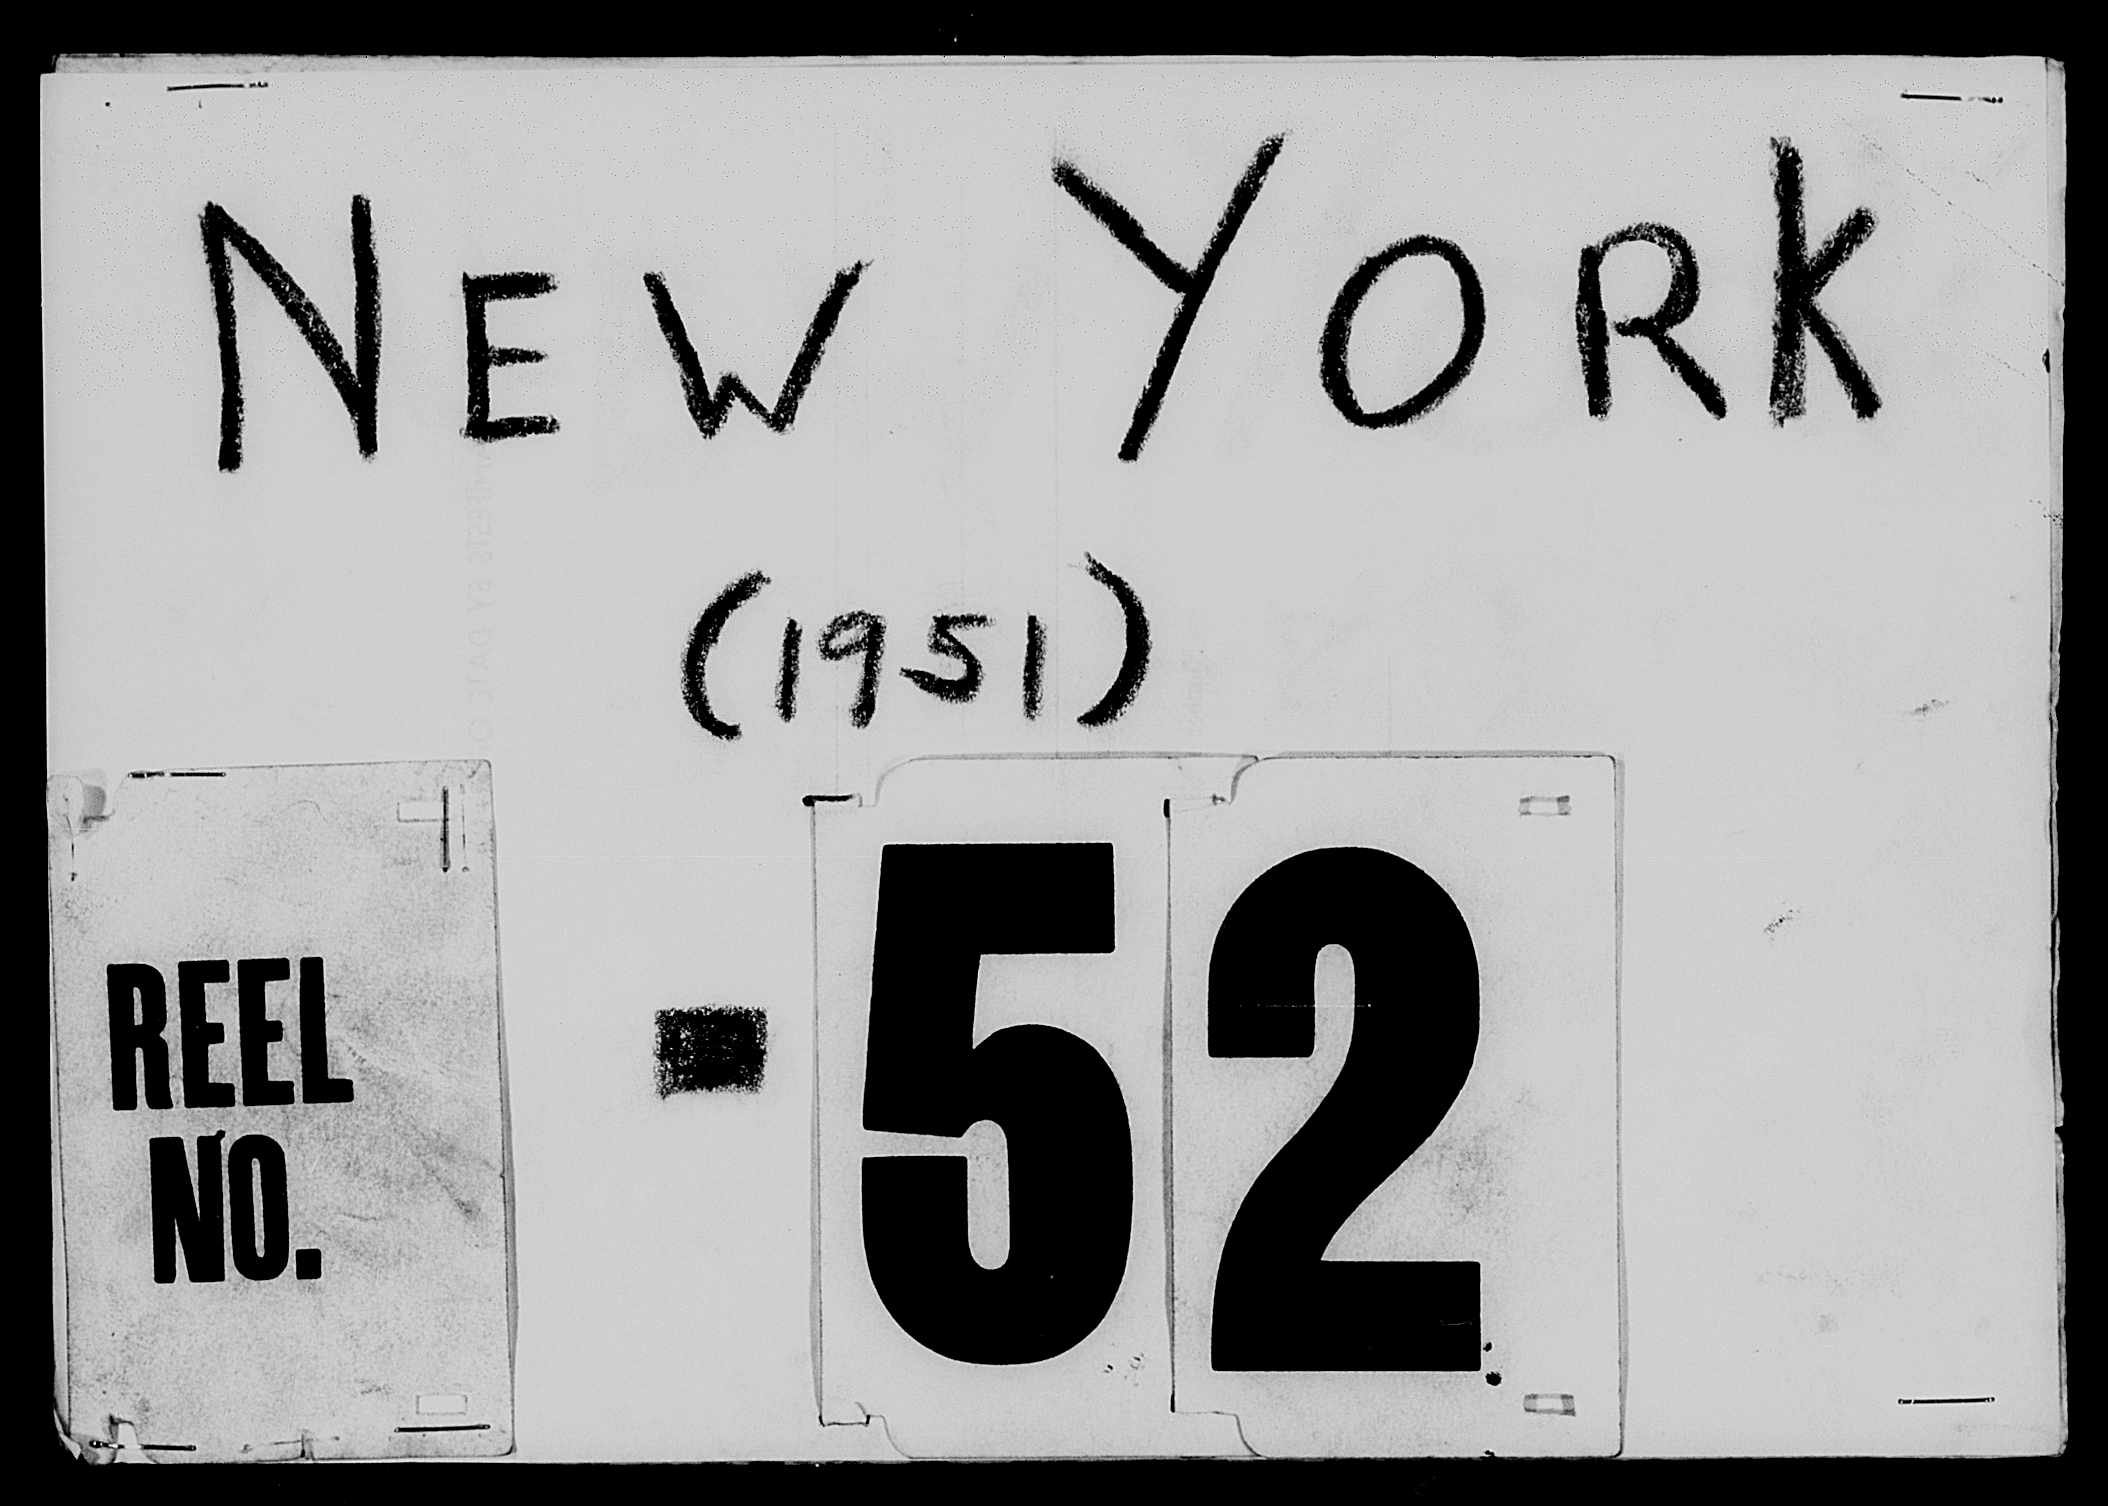 NEW YORK
(1951)
REEL
NO.
- 52